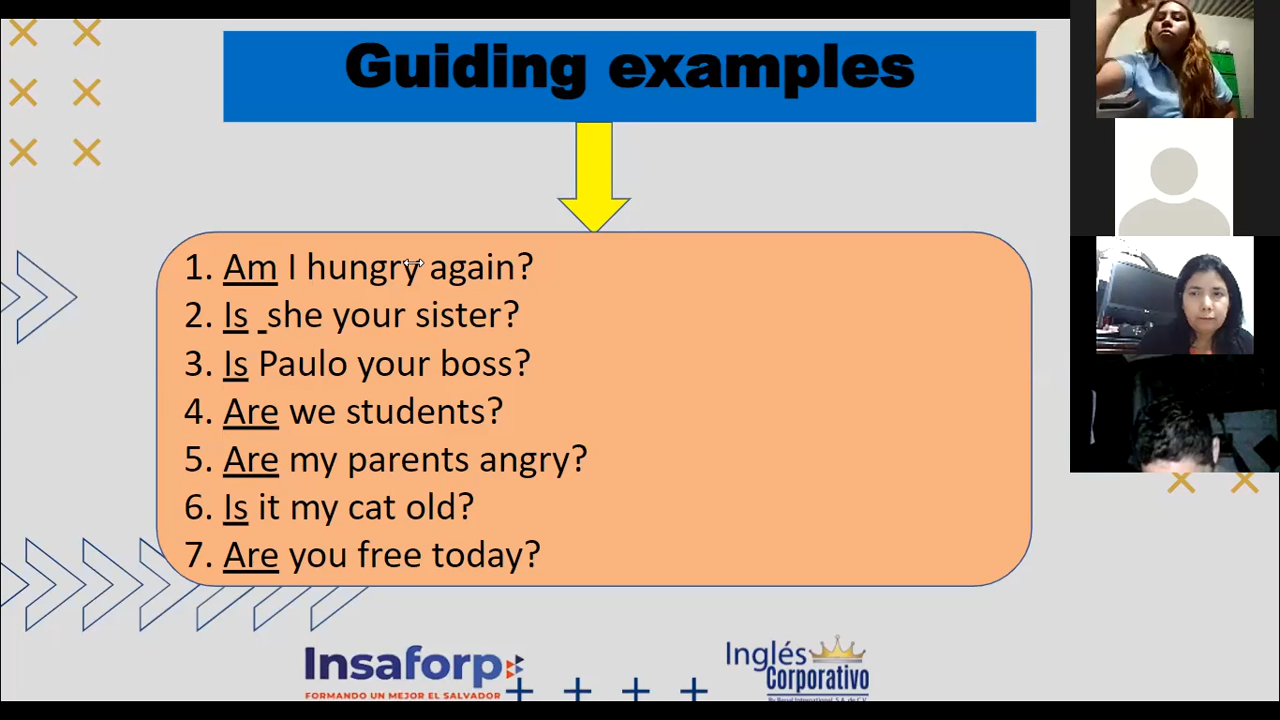 Guiding examples
1. Am I hungry again?
2. Is _she your sister?
3. Is Paulo your boss?
4. Are we students?
5. Are my parents angry?
6. Is it my cat old?
7. Are you free today?
Insaforp
FORMANDO UN MEJOR EL SALVADOR
Inglés
Corporativo